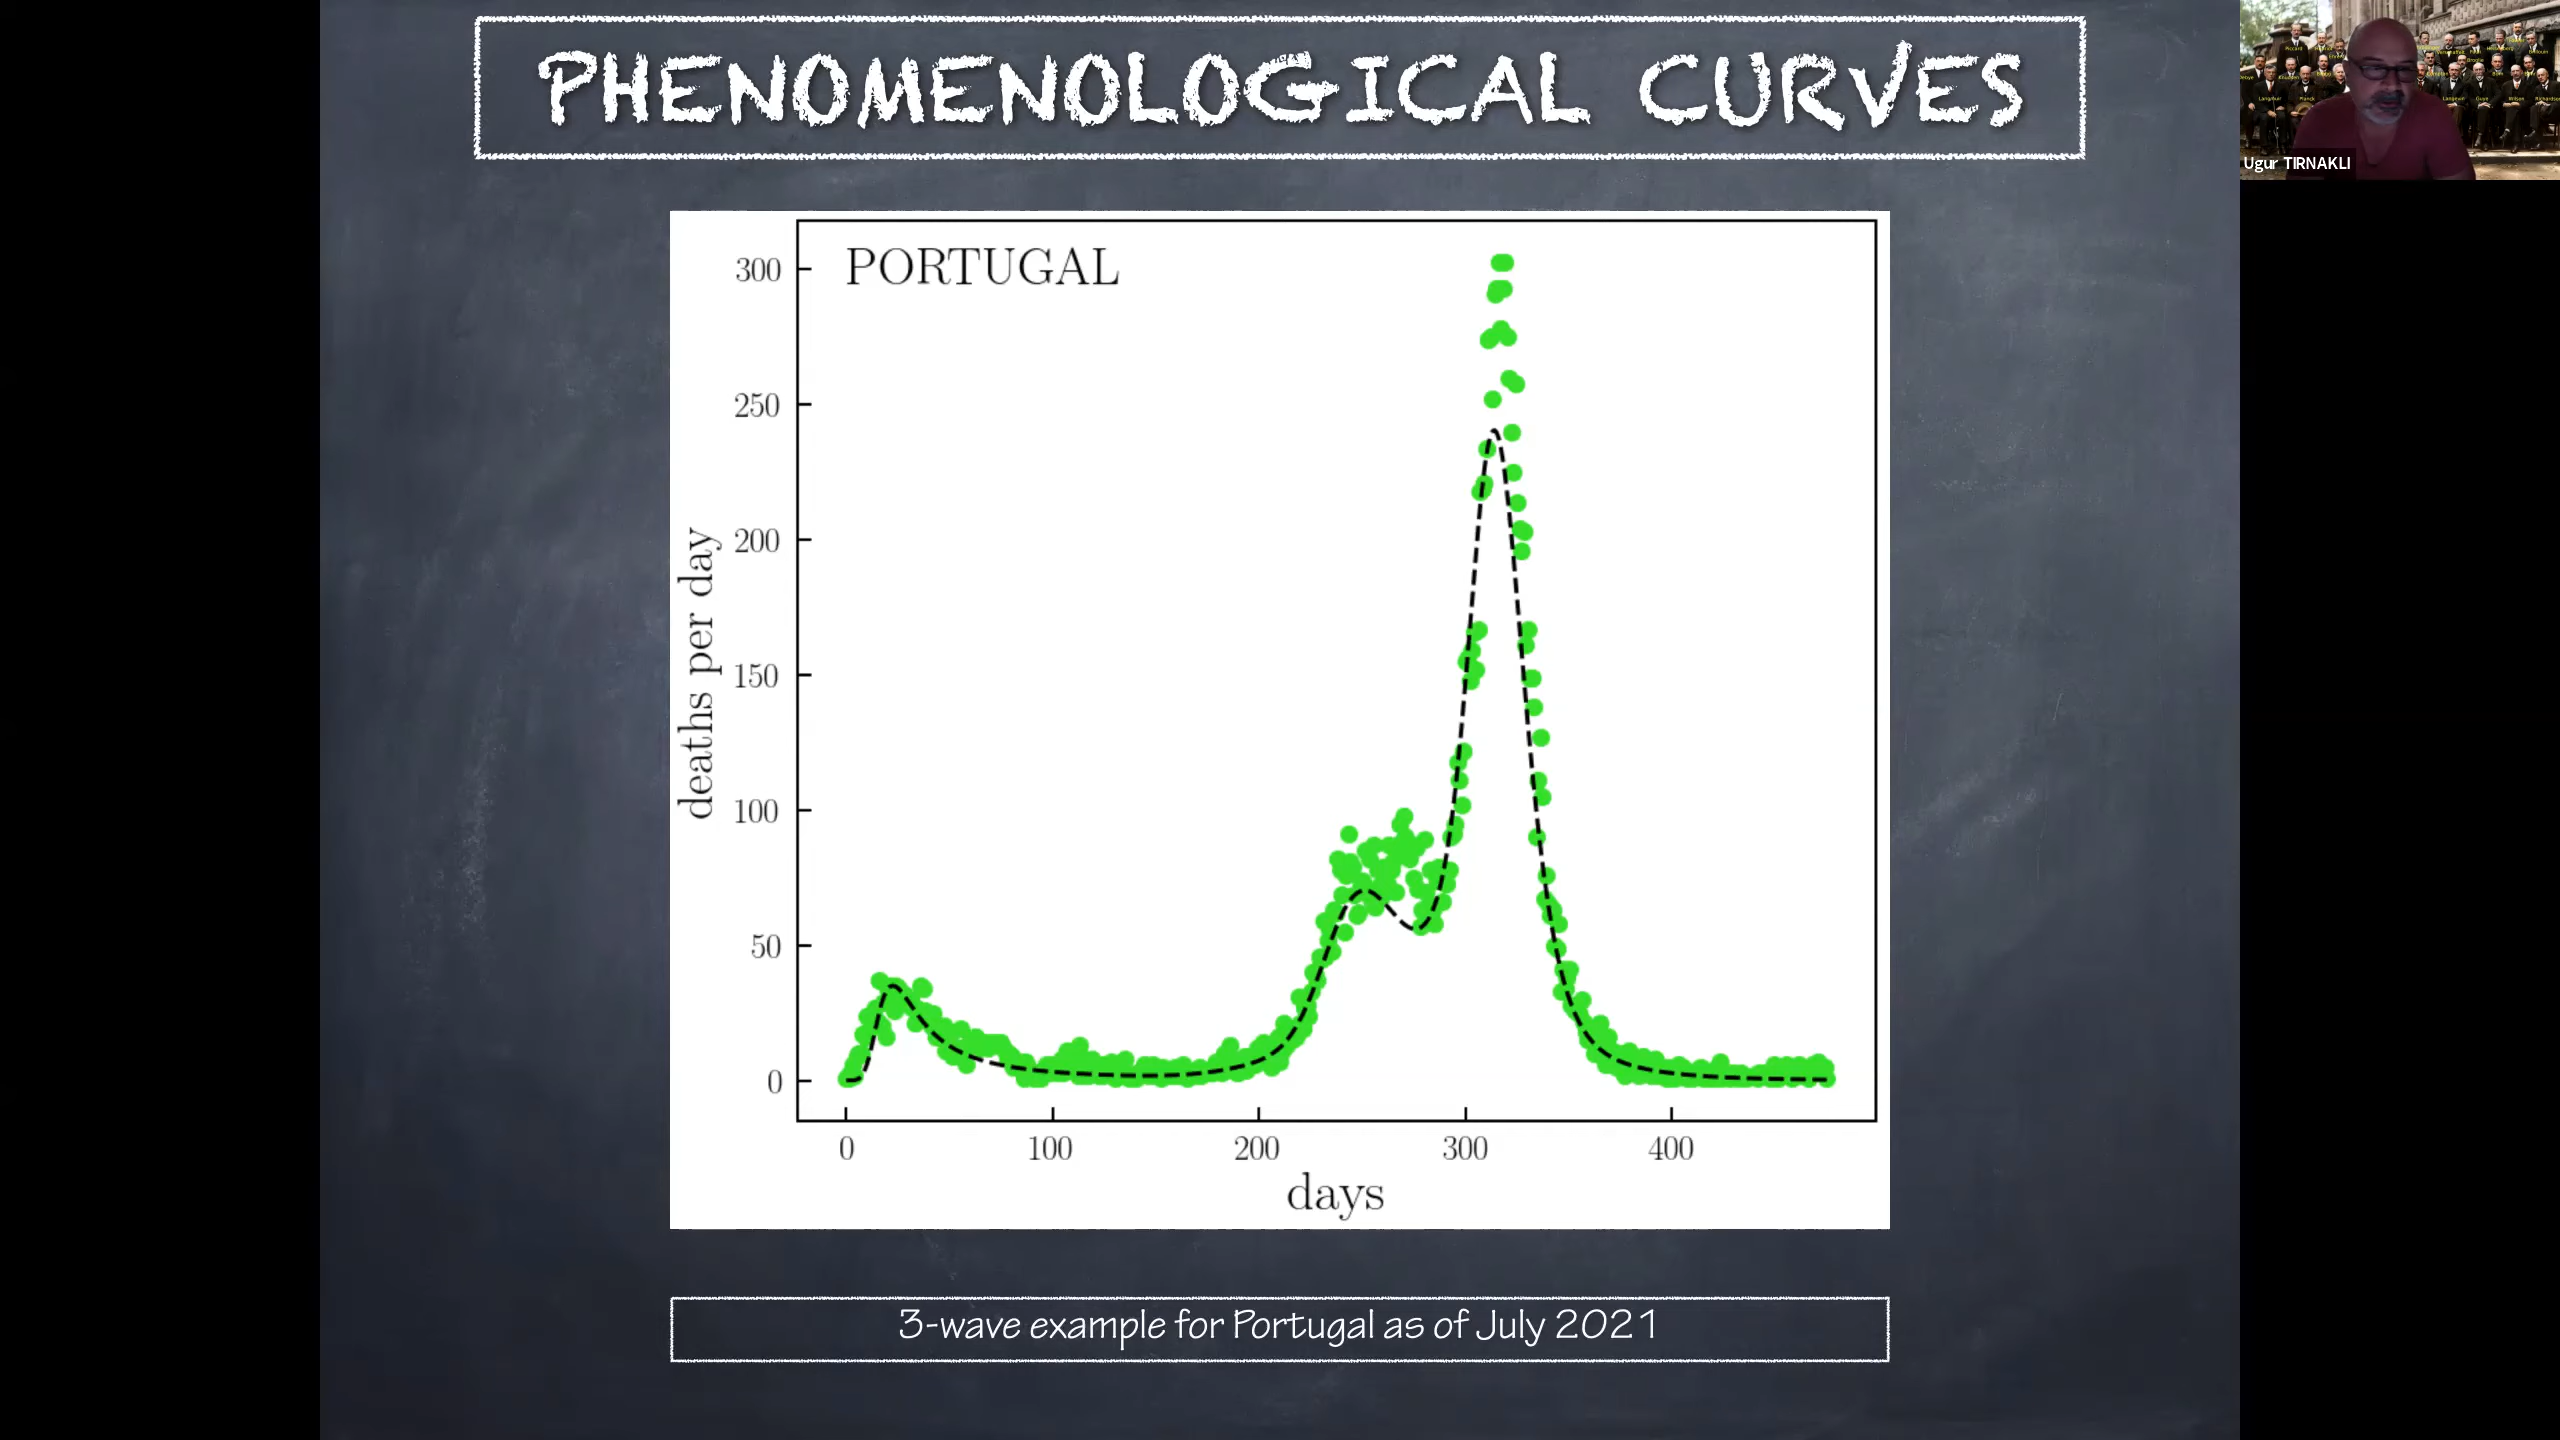 PHENOMENOLOGICAL CURVES
Ugur TIRNAKLI
PORTUGAL
300
250
200
150
100
50
0
deaths per day
0 100 200 300 400
days
3-wave example for Portugal as of July 2021